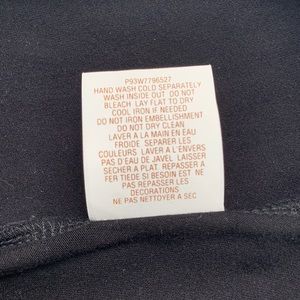 P93W7796527
HAND WASH COLD SEPARATELY
WASH INSIDE OUT DO NOT
BLEACH LAY FLAT TO DRY
COOL IRON IF NEEDED
DO NOT IRON EMBELLISHMENT
DO NOT DRY CLEAN
LAVER A LA MAIN EN EAU
FROIDE SEPARER LES
COULEURS LAVER A L'ENVERS
PAS D'EAU DE JAVEL LAISSER
SECHER A PLAT. REPASSER A
FER TIEDE SI BESOIN EST NE
PAS REPASSER LES
DECORATIONS
NE PAS NETTOYER A SEC